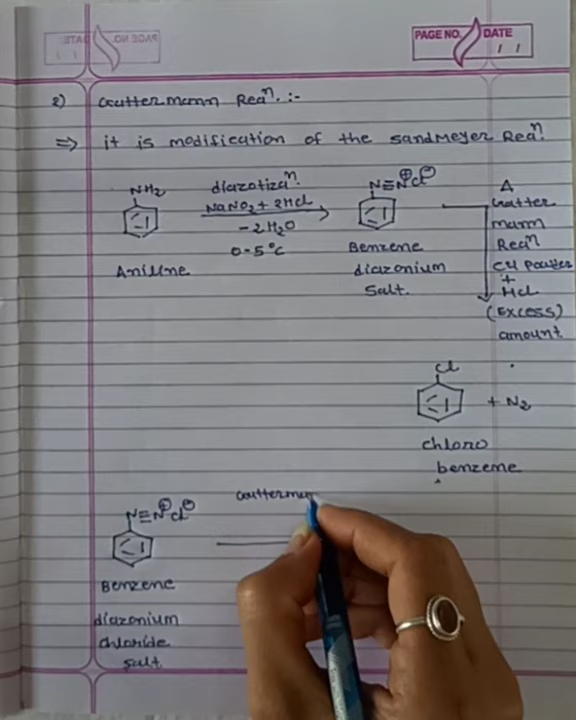 PAGE NO. DATE
/ /
2) Gattermann Reaⁿ. :-
⇒ it is modification of the sandmeyer Reaⁿ.
NH₂
Aniline
diazotizaⁿ.
NaNO₂ + 2HCl
- 2H₂O
0-5°C
N≡N⊕Cl⊖
Benzene
diazonium
salt.
Δ
Gatter
mann
Reaⁿ
CU Powder
+
HCl
(Excess)
amount
Cl
+ N₂
chloro
benzene
N≡N⊕Cl⊖
Benzene
diazonium
chloride
salt